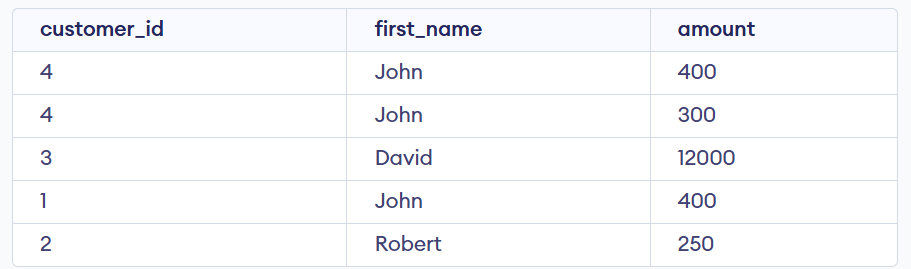 customer_id first_name amount
4 John 400
4 John 300
3 David 12000
1 John 400
2 Robert 250